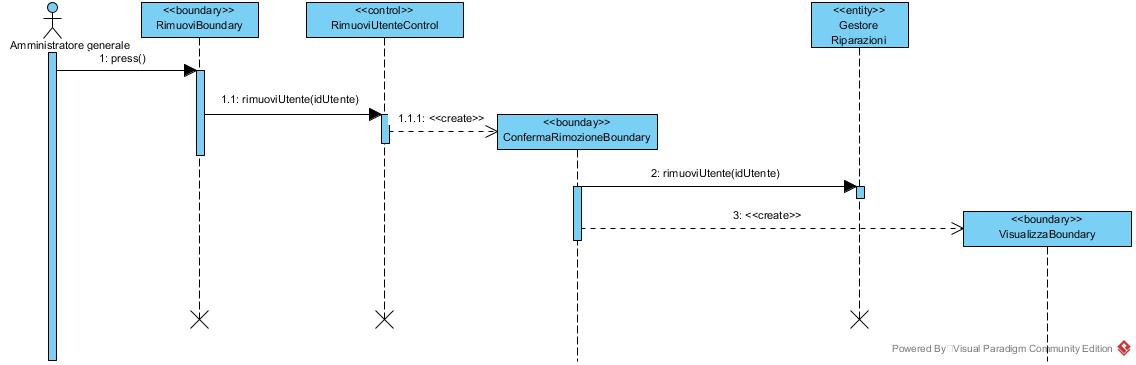 <<boundary>>
RimuoviBoundary
<<control>>
RimuoviUtenteControl
<<entity>>
Gestore
Riparazioni
Amministratore generale
1: press()
1.1: rimuoviUtente(idUtente)
1.1.1: <<create>>
<<bounday>>
ConfermaRimozioneBoundary
2: rimuoviUtente(idUtente)
3: <<create>>
<<boundary>>
VisualizzaBoundary
Powered By Visual Paradigm Community Edition